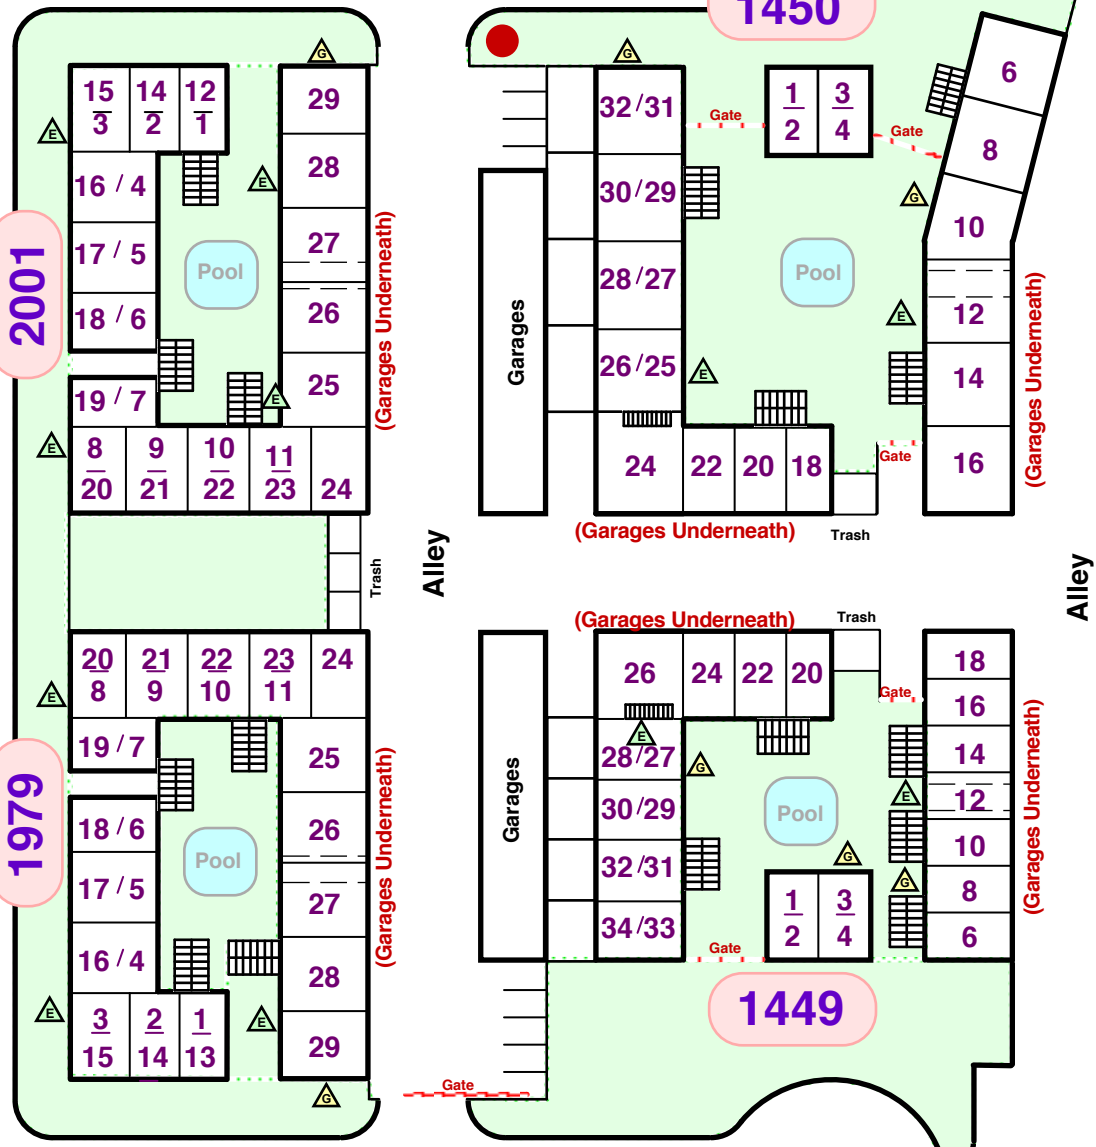 1450
G
15
3
14
2
12
1
29
E
16 / 4
28
E
17 / 5
27
2001
Pool
18 / 6
26
(Garages Underneath)
19 / 7
25
E
E
8
20
9
21
10
22
11
23
24
Trash
20
8
21
9
22
10
23
11
24
E
19 / 7
25
1979
18 / 6
26
Pool
17 / 5
27
(Garages Underneath)
16 / 4
28
E
E
3
15
2
14
1
13
29
G
Alley
Gate
G
32/31
Gate
1
2
3
4
Gate
6
8
30/29
G
10
Garages
28/27
Pool
E
12
(Garages Underneath)
26/25
E
14
24
22
20
18
Gate
16
(Garages Underneath)
Trash
Alley
(Garages Underneath)
Trash
26
24
22
20
18
Gate
16
E
28/27
G
14
Garages
30/29
Pool
E
12
(Garages Underneath)
32/31
G
10
G
8
34/33
1
2
3
4
6
Gate
1449